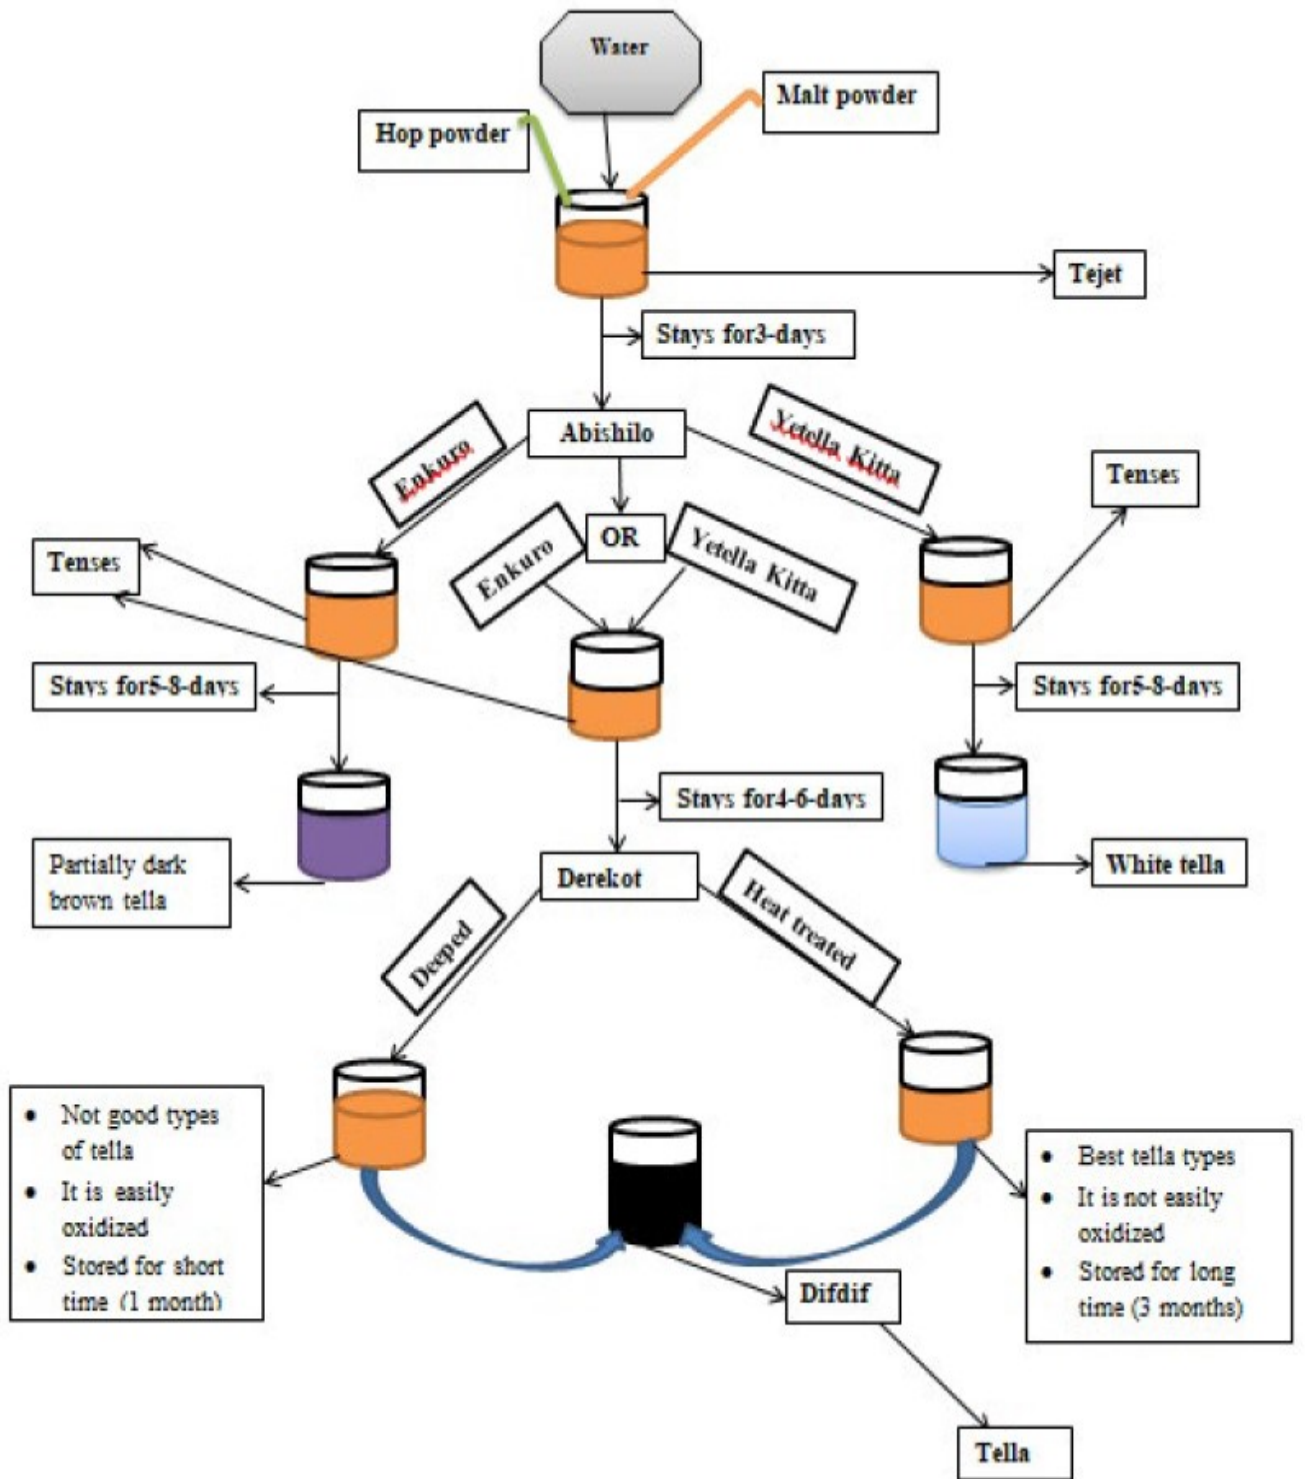 Water
Malt powder
Hop powder
Tejet
Stays for3-days
Abishilo
Enkuro
Yetella Kitta
Tenses
OR
Enkuro
Yetella Kitta
Tenses
Stays for5-8-days
Stays for5-8-days
Stays for4-6-days
Partially dark
brown tella
White tella
Derekot
Deeped
Heat treated
• Not good types
of tella
• It is easily
oxidized
• Stored for short
time (1 month)
• Best tella types
• It is not easily
oxidized
• Stored for long
time (3 months)
Difdif
Tella